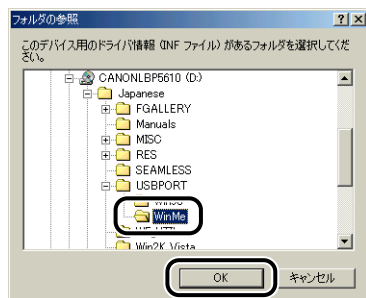 フォルダの参照
このデバイス用のドライバ情報 (INF ファイル) があるフォルダを選択してくだ
さい。
CANONLBP5610 (D:)
Japanese
FGALLERY
Manuals
MISC
RES
SEAMLESS
USBPORT
WinMe
Win2K_Vista
OK
キャンセル